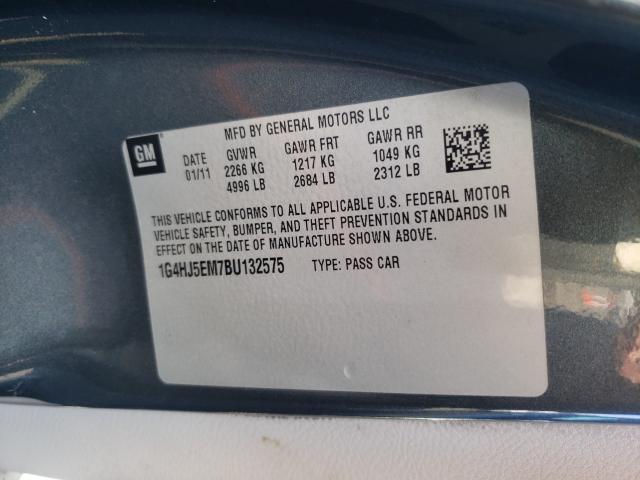 GM
MFD BY GENERAL MOTORS LLC
DATE GVWR GAWR FRT GAWR RR
01/11 2266 KG 1217 KG 1049 KG
4996 LB 2684 LB 2312 LB
THIS VEHICLE CONFORMS TO ALL APPLICABLE U.S. FEDERAL MOTOR
VEHICLE SAFETY, BUMPER, AND THEFT PREVENTION STANDARDS IN
EFFECT ON THE DATE OF MANUFACTURE SHOWN ABOVE.
1G4HJ5EM7BU132575 TYPE: PASS CAR